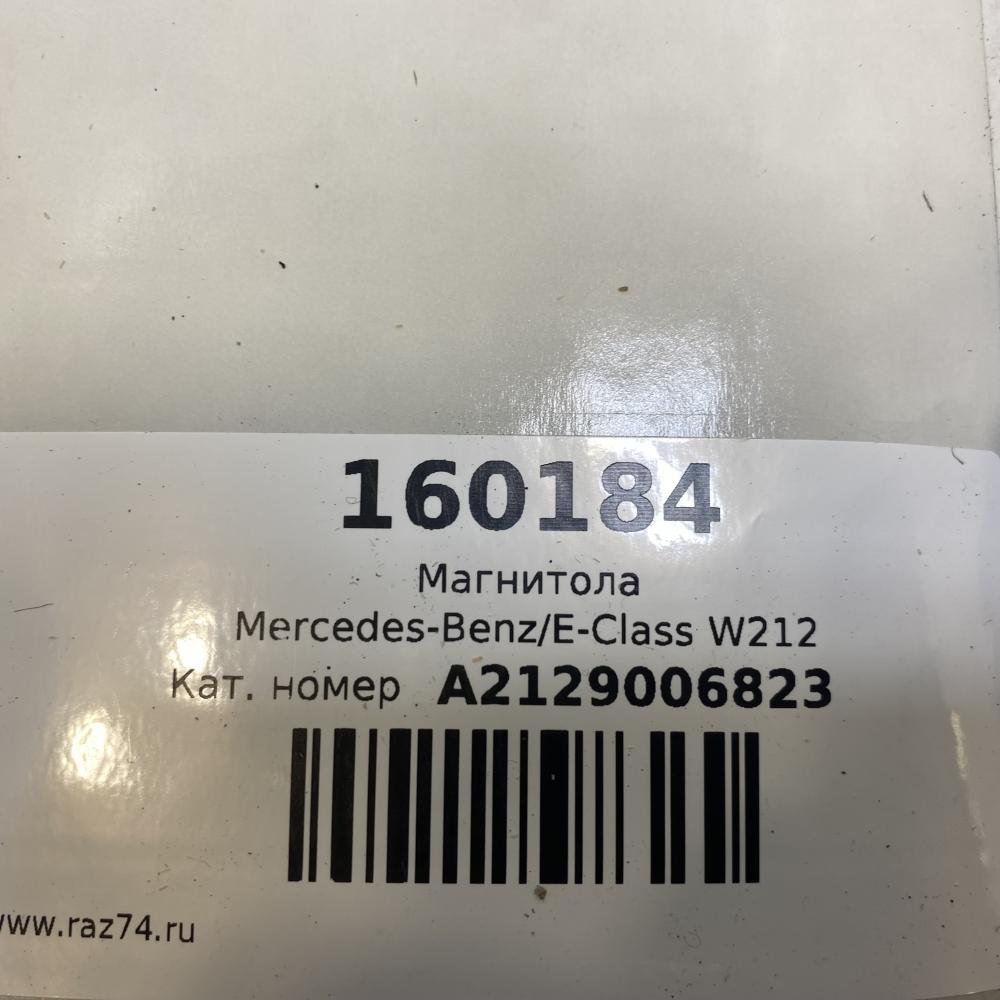 160184
Магнитола
Mercedes-Benz/E-Class W212
Кат. номер A2129006823
www.raz74.ru